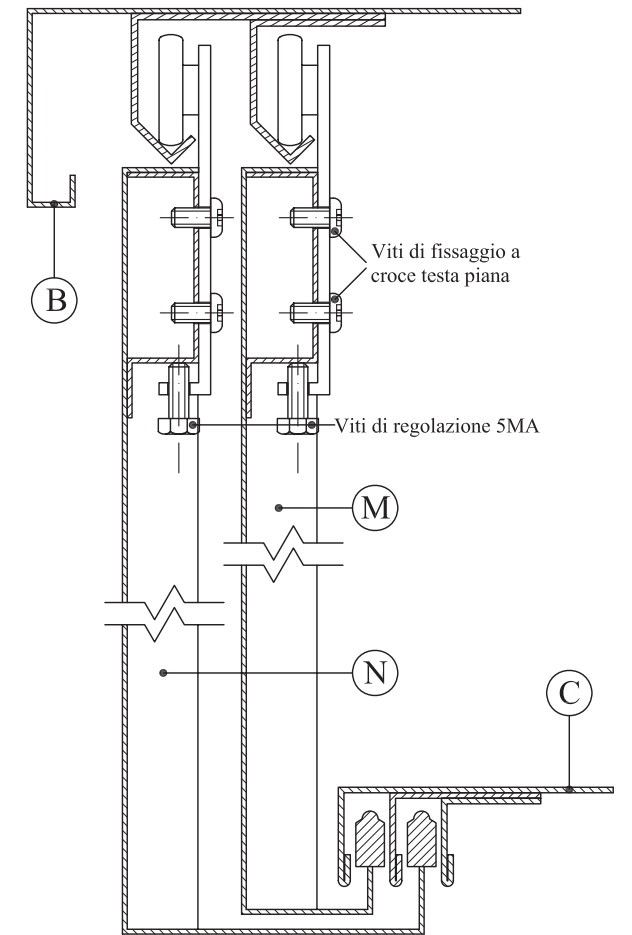 B
Viti di fissaggio a
croce testa piana
Viti di regolazione 5MA
M
N
C